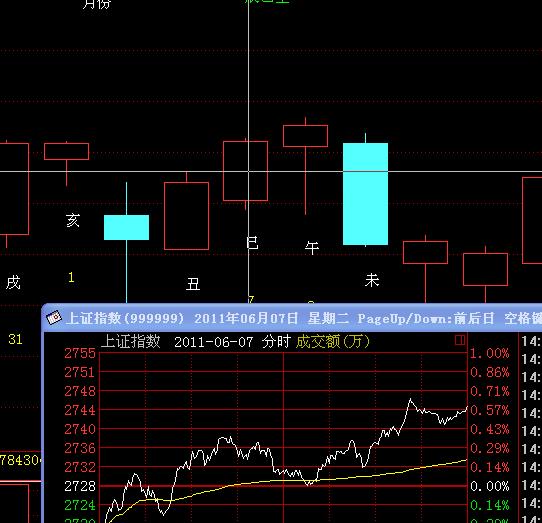 月份
亥
巳
午
戌
1
丑
未
7
31
78430
上证指数(999999) 2011年06月07日 星期二 PageUp/Down:前后日 空格键
上证指数 2011-06-07 分时 成交额(万)
14:
2755 1.00% 14:
2751 0.86% 14:
2748 0.71% 14:
2744 0.57% 14:
2740 0.43% 14:
2736 0.29% 14:
2732 0.14% 14:
2728 0.00% 14:
2724 0.14% 14: